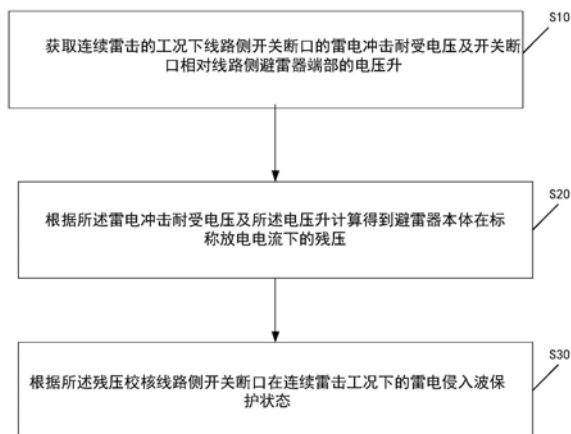 S10
获取连续雷击的工况下线路侧开关断口的雷电冲击耐受电压及开关断
口相对线路侧避雷器端部的电压升
S20
根据所述雷电冲击耐受电压及所述电压升计算得到避雷器本体在标
称放电电流下的残压
S30
根据所述残压校核线路侧开关断口在连续雷击工况下的雷电侵入波保
护状态